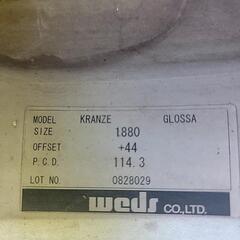 MODEL KRANZE GLOSSA
SIZE 1880
OFFSET +44
P.C.D. 114.3
LOT NO. 0828029
weds CO.,LTD.